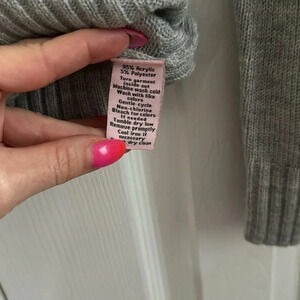 95% Acrylic
5% Polyester
Turn garment
inside out
Machine wash cold
Wash with like
colors
Gentle cycle
Non-chlorine
Bleach for colors
if needed
Tumble dry low
Remove promptly
Cool iron if
necessary
dry clean